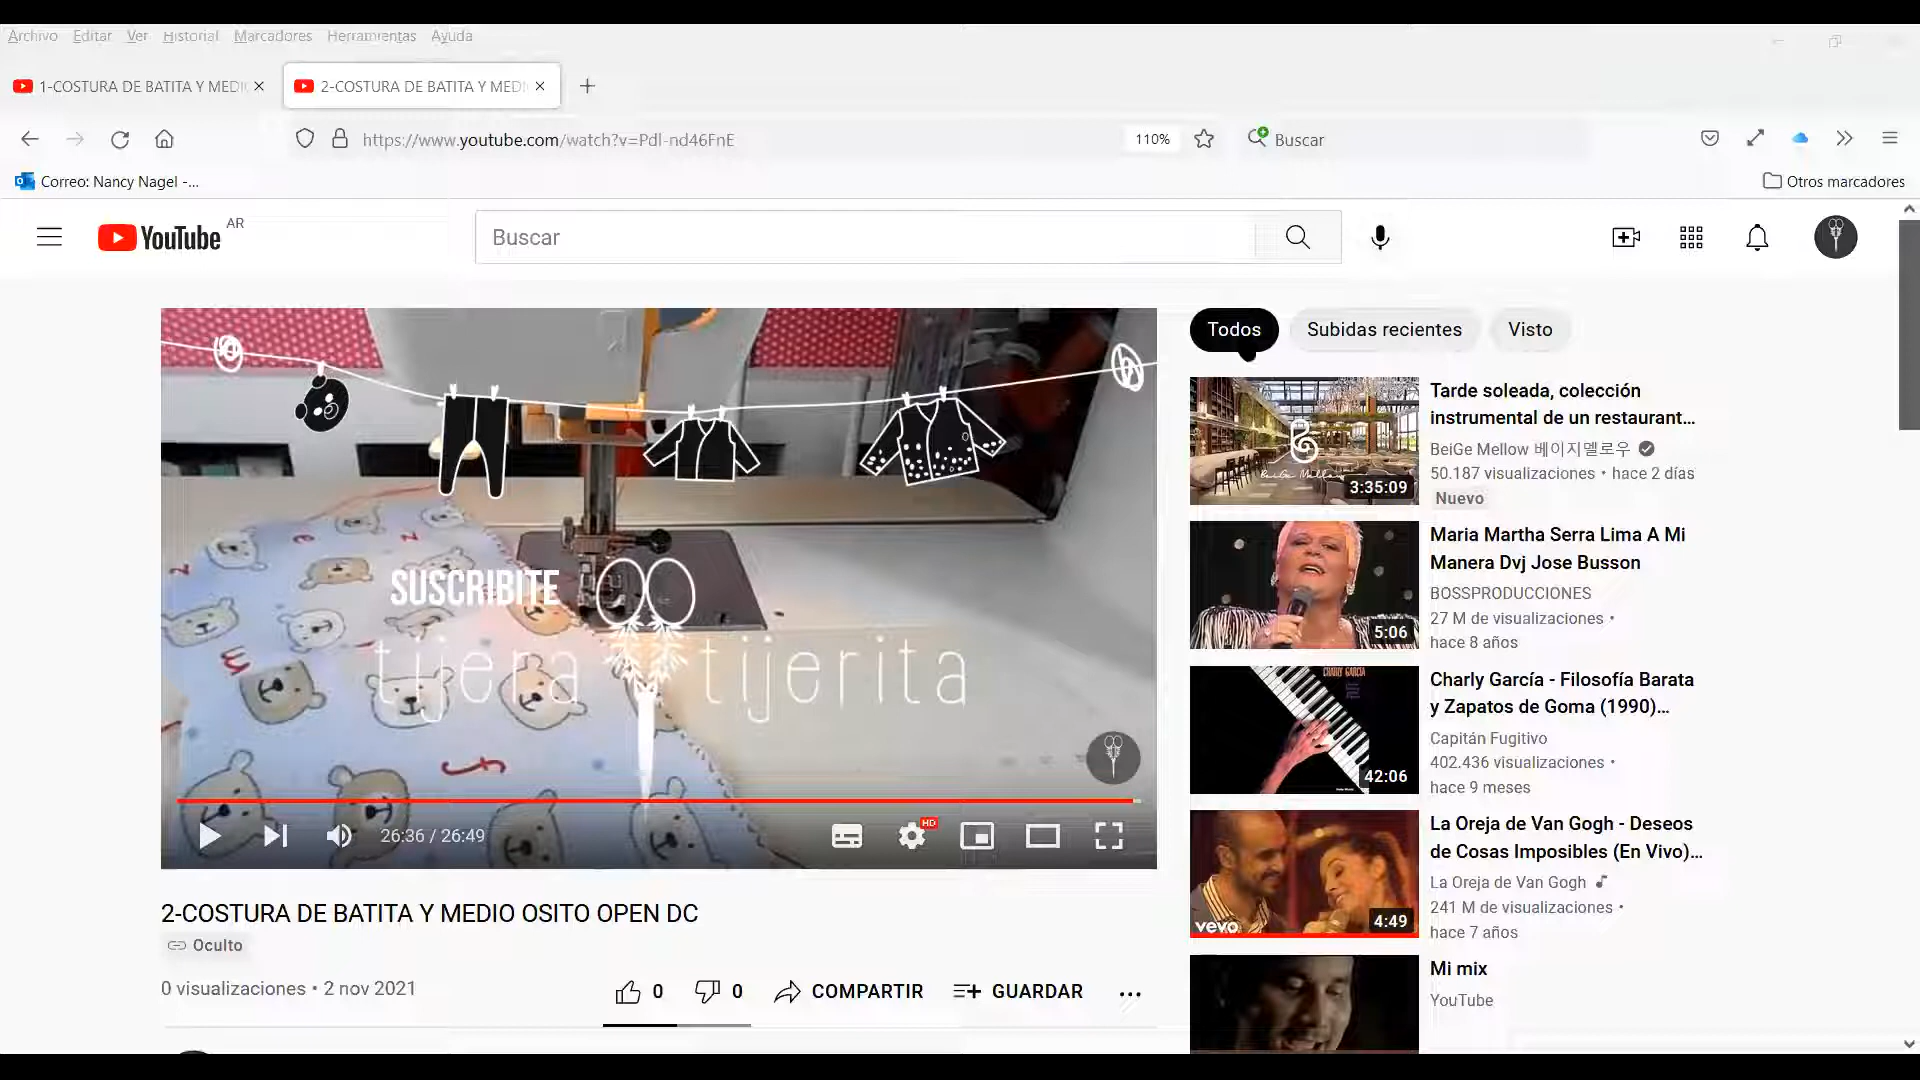 Archivo Editar Ver Historial Marcadores Herramientas Ayuda
1-COSTURA DE BATITA Y MEDI
2-COSTURA DE BATITA Y MEDI
https://www.youtube.com/watch?v=Pdl-nd46FnE
110%
Buscar
Correo: Nancy Nagel -...
Otros marcadores
YouTube AR
Buscar
SUSCRIBITE
tijera tijerita
26:36 / 26:49
HD
2-COSTURA DE BATITA Y MEDIO OSITO OPEN DC
Oculto
0 visualizaciones • 2 nov 2021
0
0
COMPARTIR
GUARDAR
Todos
Subidas recientes
Visto
BeiGe Mellow
3:35:09
Tarde soleada, colección
instrumental de un restaurant...
BeiGe Mellow 베이지멜로우
50.187 visualizaciones • hace 2 días
Nuevo
5:06
Maria Martha Serra Lima A Mi
Manera Dvj Jose Busson
BOSSPRODUCCIONES
27 M de visualizaciones •
hace 8 años
CHARLY GARCÍA
42:06
Charly García - Filosofía Barata
y Zapatos de Goma (1990)...
Capitán Fugitivo
402.436 visualizaciones •
hace 9 meses
vevo
4:49
La Oreja de Van Gogh - Deseos
de Cosas Imposibles (En Vivo)...
La Oreja de Van Gogh
241 M de visualizaciones •
hace 7 años
Mi mix
YouTube